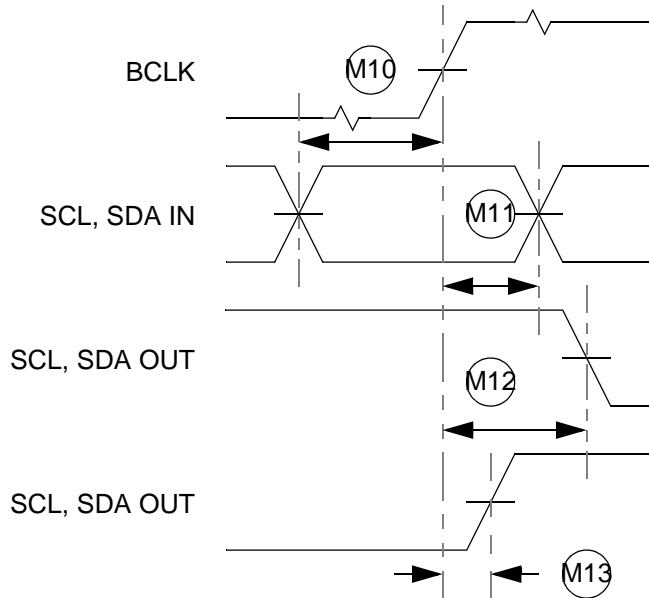 M10
BCLK
SCL, SDA IN
M11
SCL, SDA OUT
M12
SCL, SDA OUT
M13